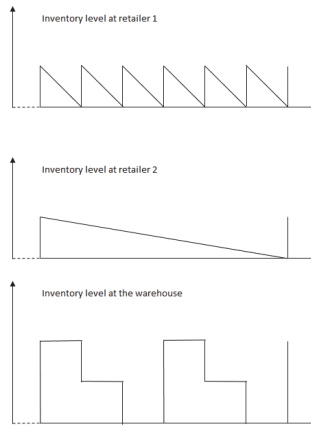 Inventory level at retailer 1
Inventory level at retailer 2
Inventory level at the warehouse